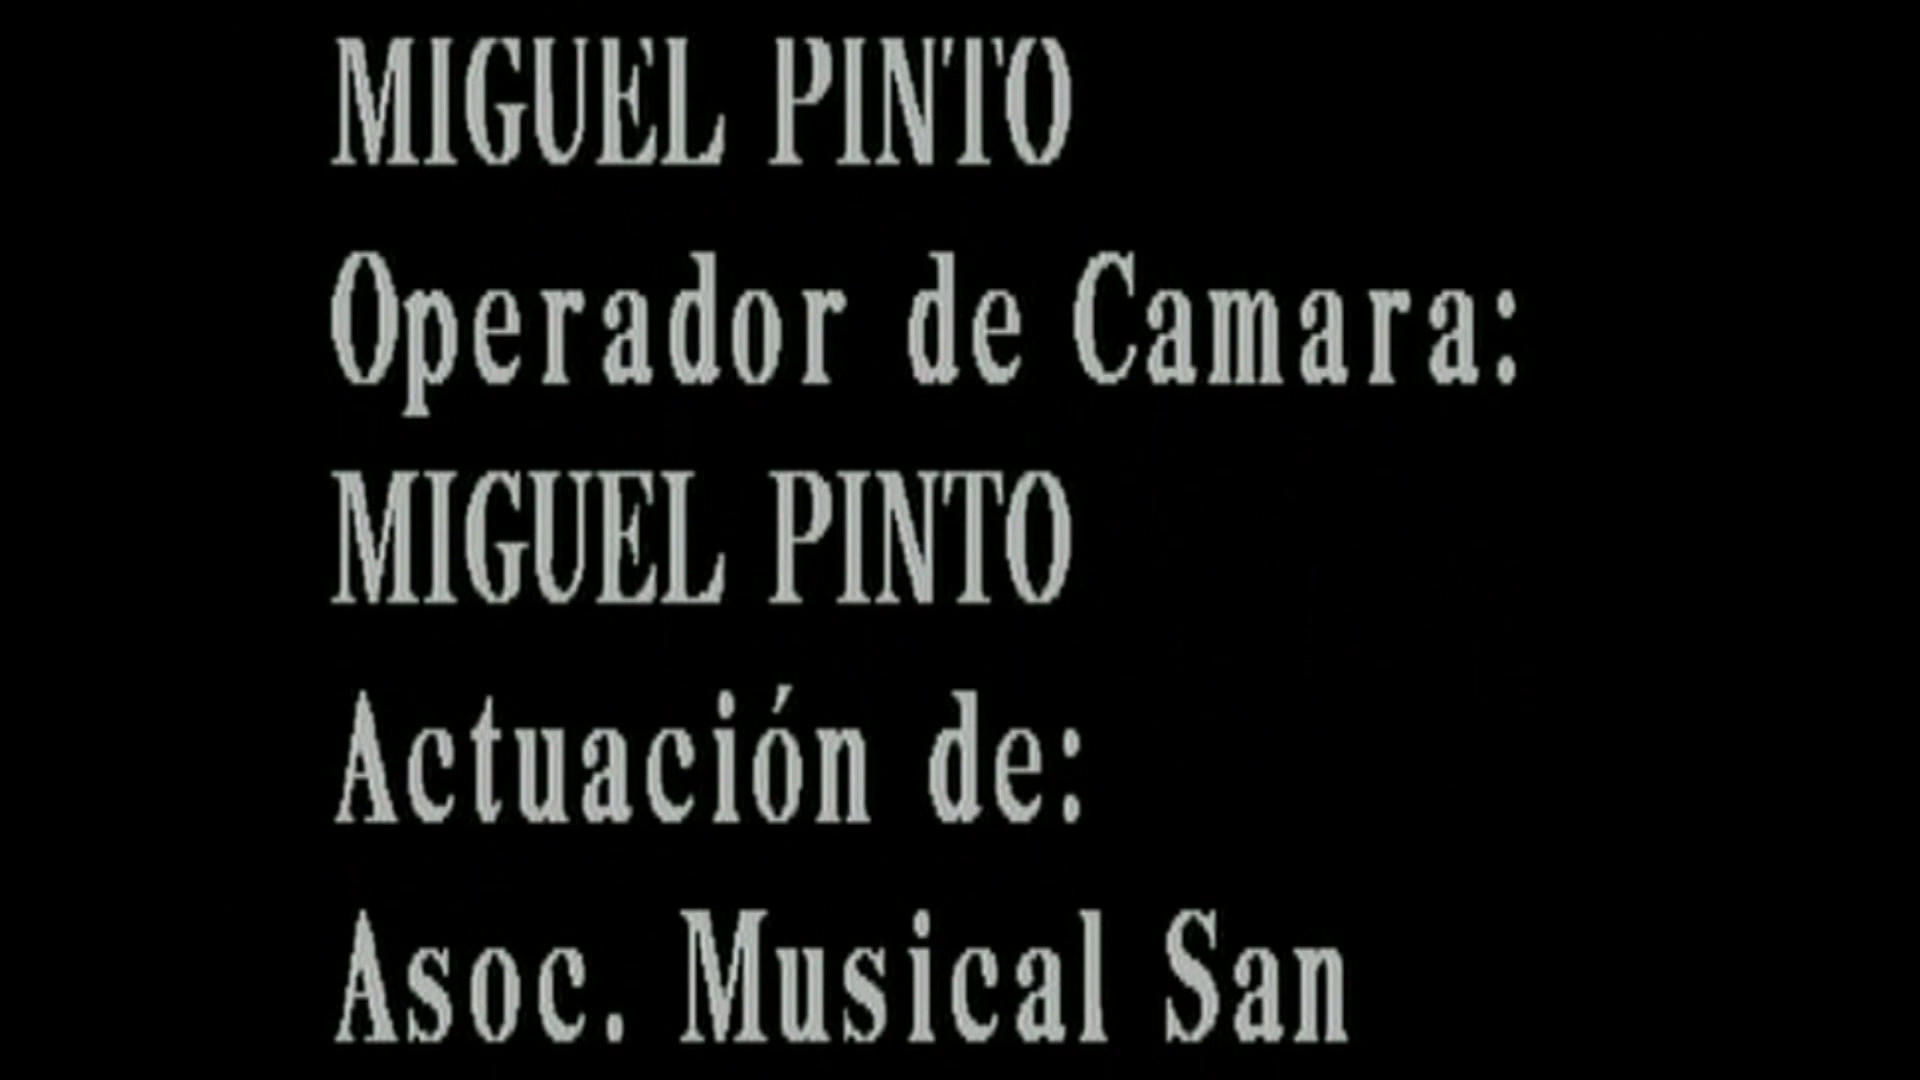 MIGUEL PINTO
Operador de Camara:
MIGUEL PINTO
Actuación de:
Asoc. Musical San